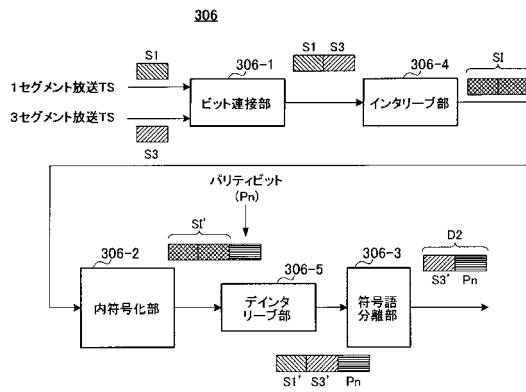 306
S1
306-1
S1 S3
306-4
SI
1セグメント放送TS
3セグメント放送TS
ビット連接部
インタリーブ部
S3
パリティビット
(Pn)
SI'
306-2
306-5
306-3
D2
内符号化部
デインタ
リーブ部
符号語
分離部
S3' Pn
S1' S3' Pn